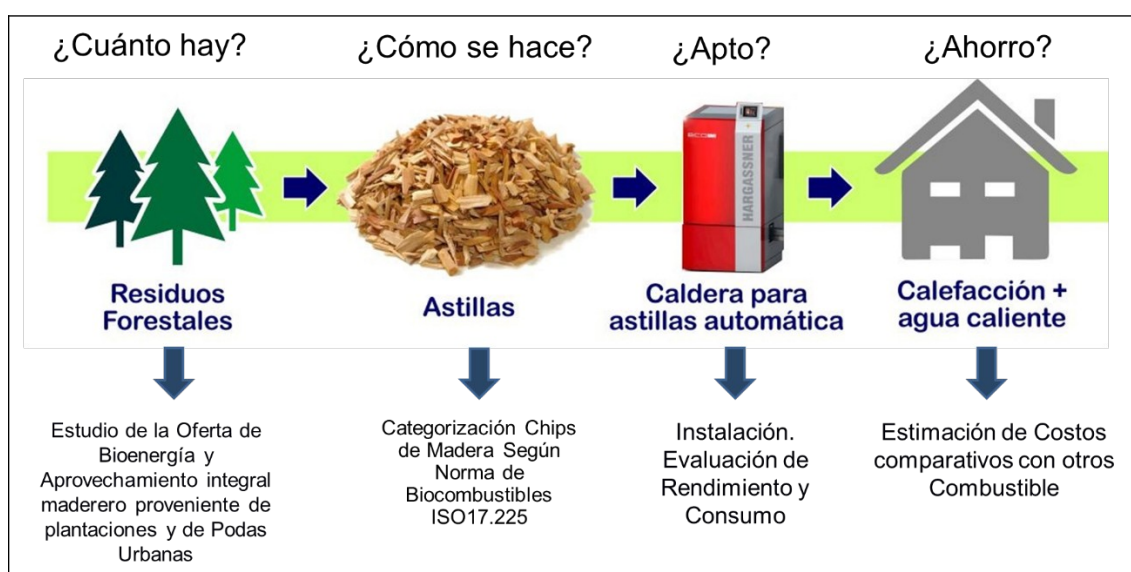 ¿Cuánto hay?
¿Cómo se hace?
¿Apto?
¿Ahorro?
HARGASSNER
Residuos
Forestales
Astillas
Caldera para
astillas automática
Calefacción +
agua caliente
Estudio de la Oferta de
Bioenergía y
Aprovechamiento integral
maderero proveniente de
plantaciones y de Podas
Urbanas
Categorización Chips
de Madera Según
Norma de
Biocombustibles
ISO17.225
Instalación.
Evaluación de
Rendimiento y
Consumo
Estimación de Costos
comparativos con otros
Combustible